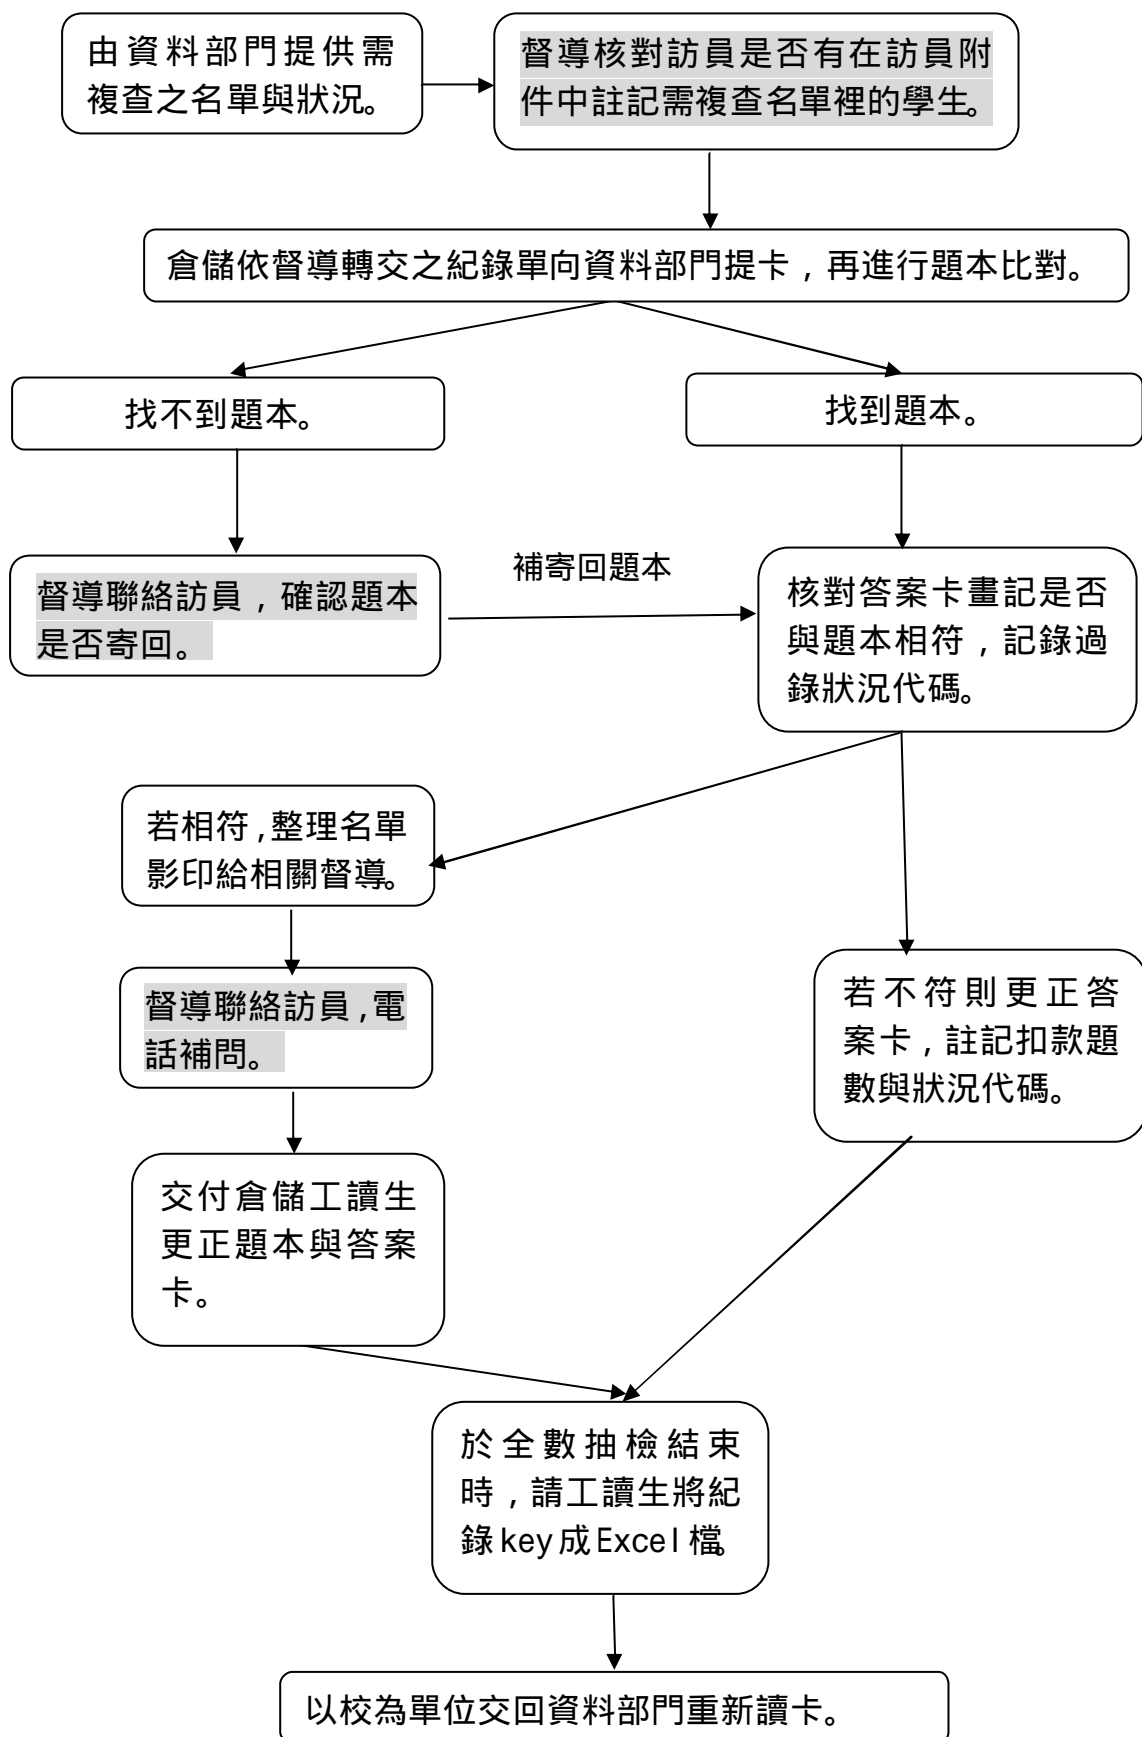 由資料部門提供需
複查之名單與狀況。
督導核對訪員是否有在訪員附
件中註記需複查名單裡的學生。
倉儲依督導轉交之紀錄單向資料部門提卡，再進行題本比對。
找不到題本。
找到題本。
督導聯絡訪員，確認題本
是否寄回。
補寄回題本
核對答案卡畫記是否
與題本相符，記錄過
錄狀況代碼。
若相符，整理名單
影印給相關督導。
督導聯絡訪員，電
話補問。
若不符則更正答
案卡，註記扣款題
數與狀況代碼。
交付倉儲工讀生
更正題本與答案
卡。
於全數抽檢結束
時，請工讀生將紀
錄key成Excel檔。
以校為單位交回資料部門重新讀卡。